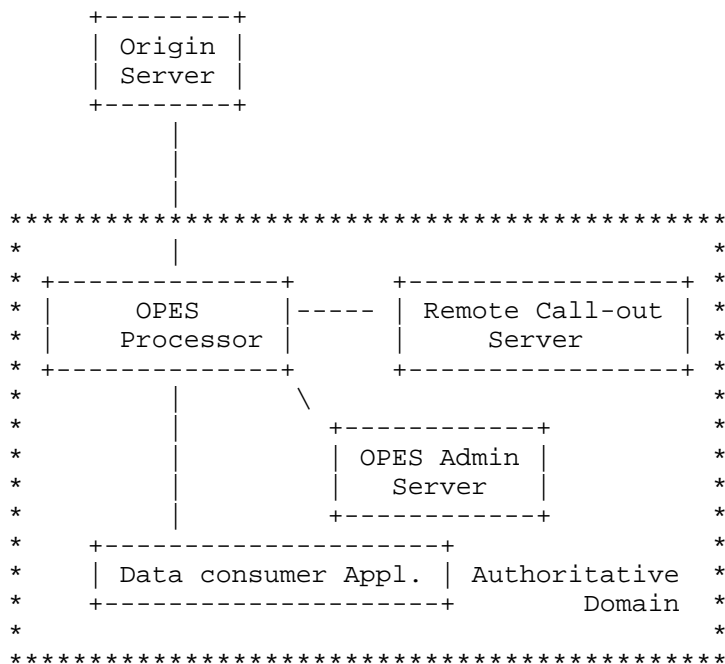 Origin
Server
OPES
Processor
Remote Call-out
Server
OPES Admin
Server
Data consumer Appl.
Authoritative
Domain